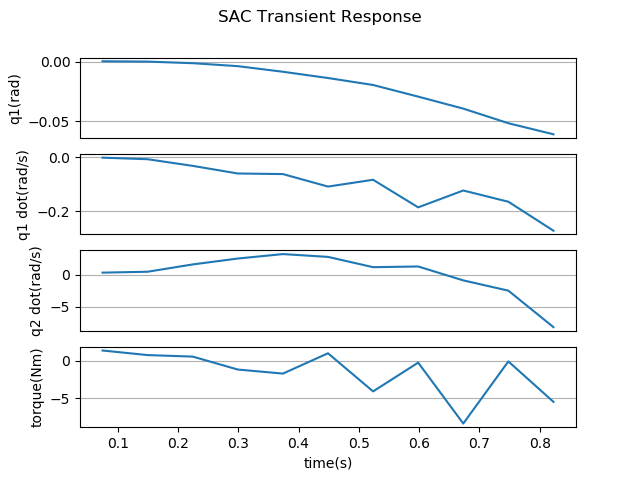 SAC Transient Response
0.00
−0.05
q1(rad)
0.0
−0.2
q1 dot(rad/s)
0
−5
q2 dot(rad/s)
0
−5
torque(Nm)
0.1 0.2 0.3 0.4 0.5 0.6 0.7 0.8
time(s)